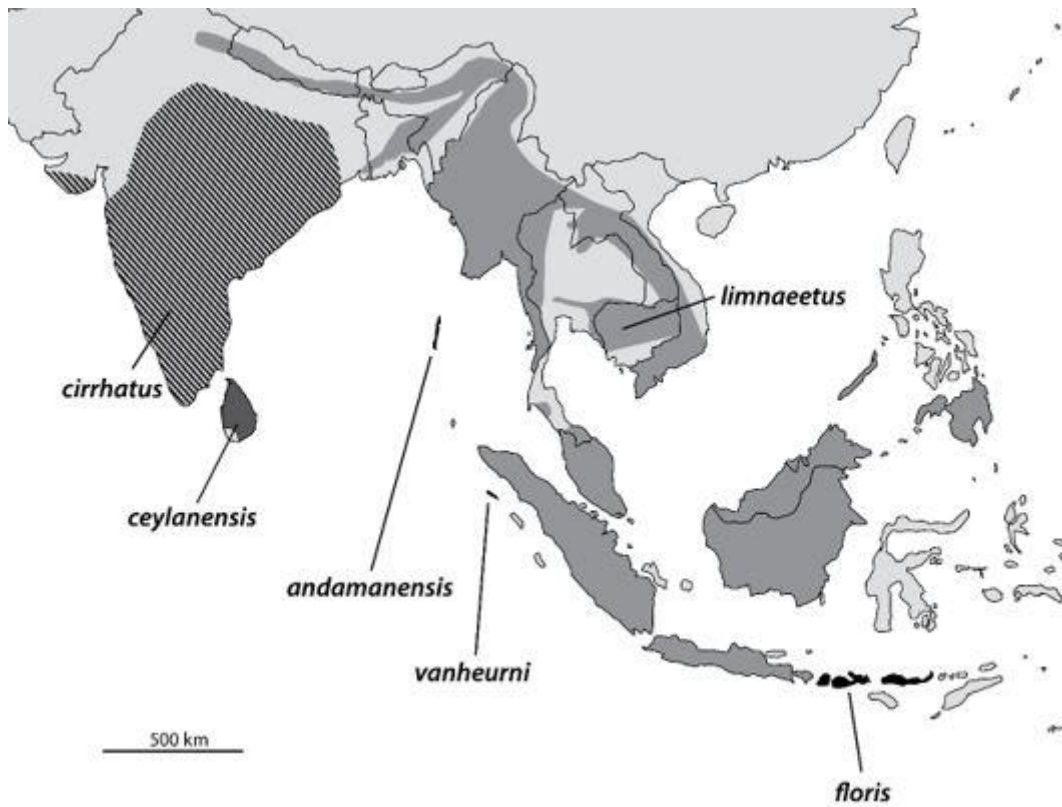 limnaeetus
cirrhatus
ceylanensis
andamanensis
vanheurni
500 km
floris